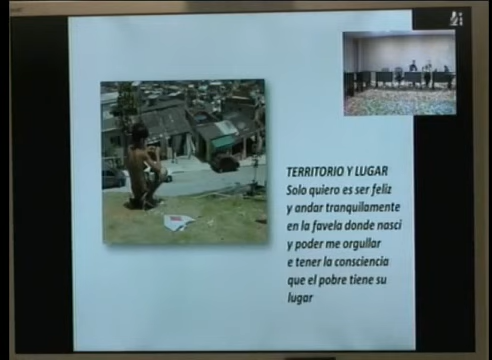 TERRITORIO Y LUGAR
Solo quiero es ser feliz
y andar tranquilamente
en la favela donde nasci
y poder me orgullar
e tener la consciencia
que el pobre tiene su
lugar